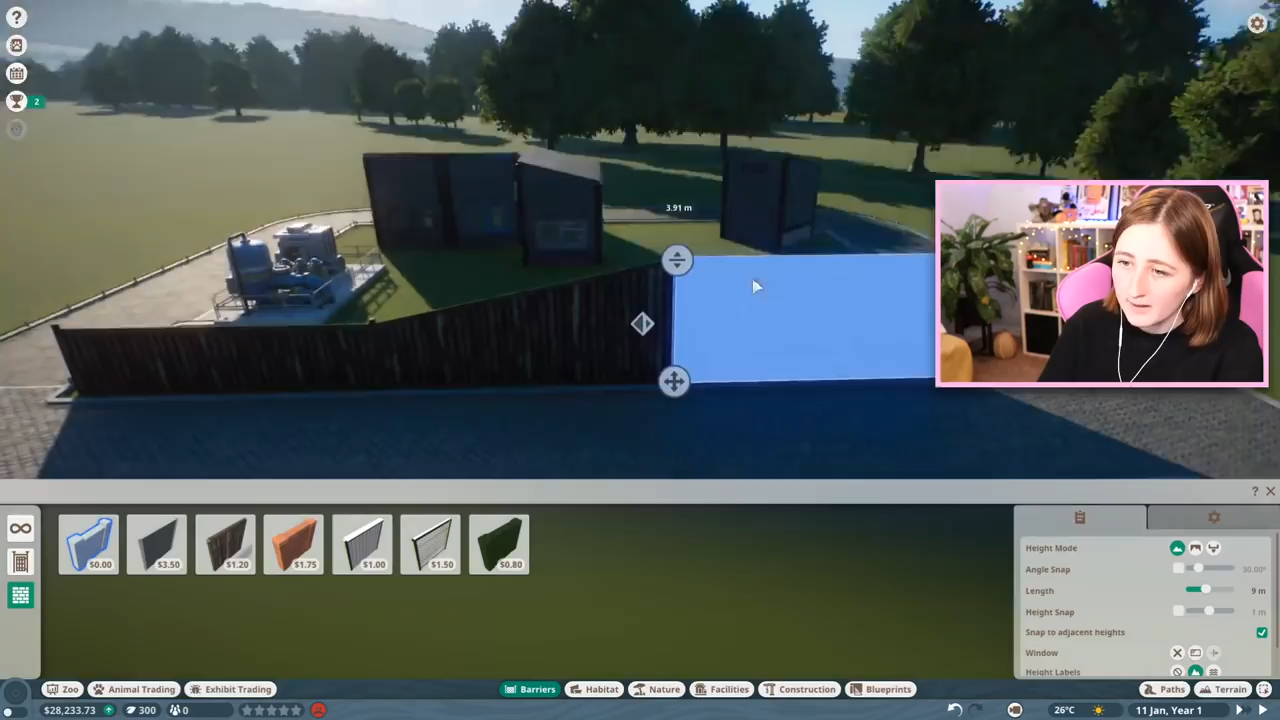 ?
2
3.91 m
? ×
$0.00
$3.50
$1.20
$1.75
$1.00
$1.50
$0.80
Height Mode
Angle Snap 30.00°
Length 9 m
Height Snap 1 m
Snap to adjacent heights
Window
Height Labels
Zoo
Animal Trading
Exhibit Trading
Barriers
Habitat
Nature
Facilities
Construction
Blueprints
Paths
Terrain
$28,233.73 300 0
26°C 11 Jan, Year 1